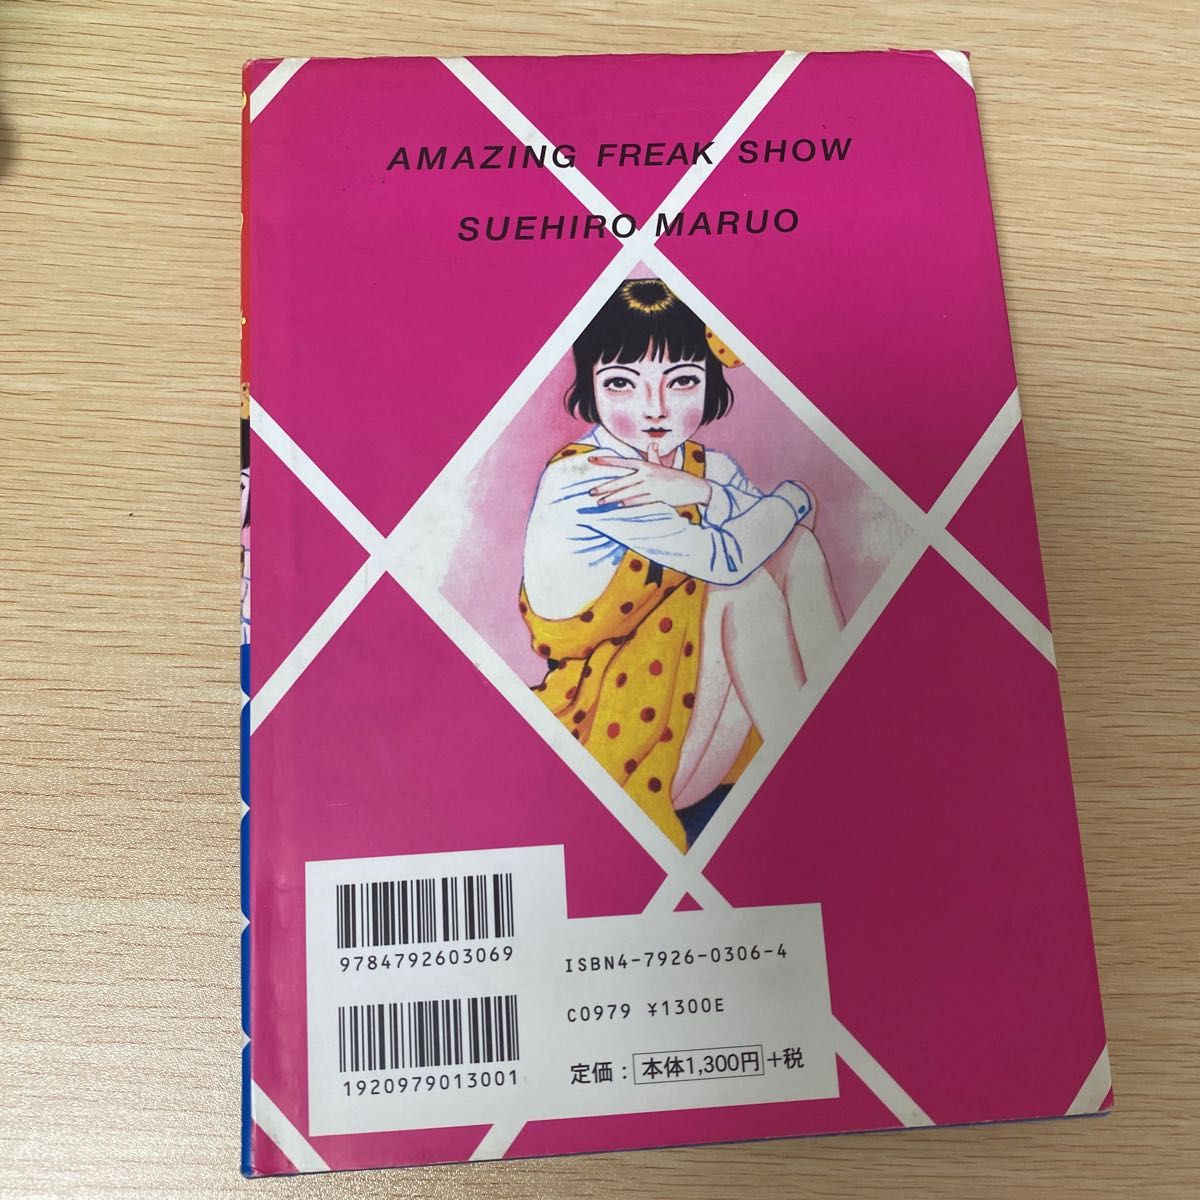 AMAZING FREAK SHOW
SUEHIRO MARUO
9784792603069
1920979013001
ISBN4-7926-0306-4
C0979 ¥1300E
定価：本体1,300円+税